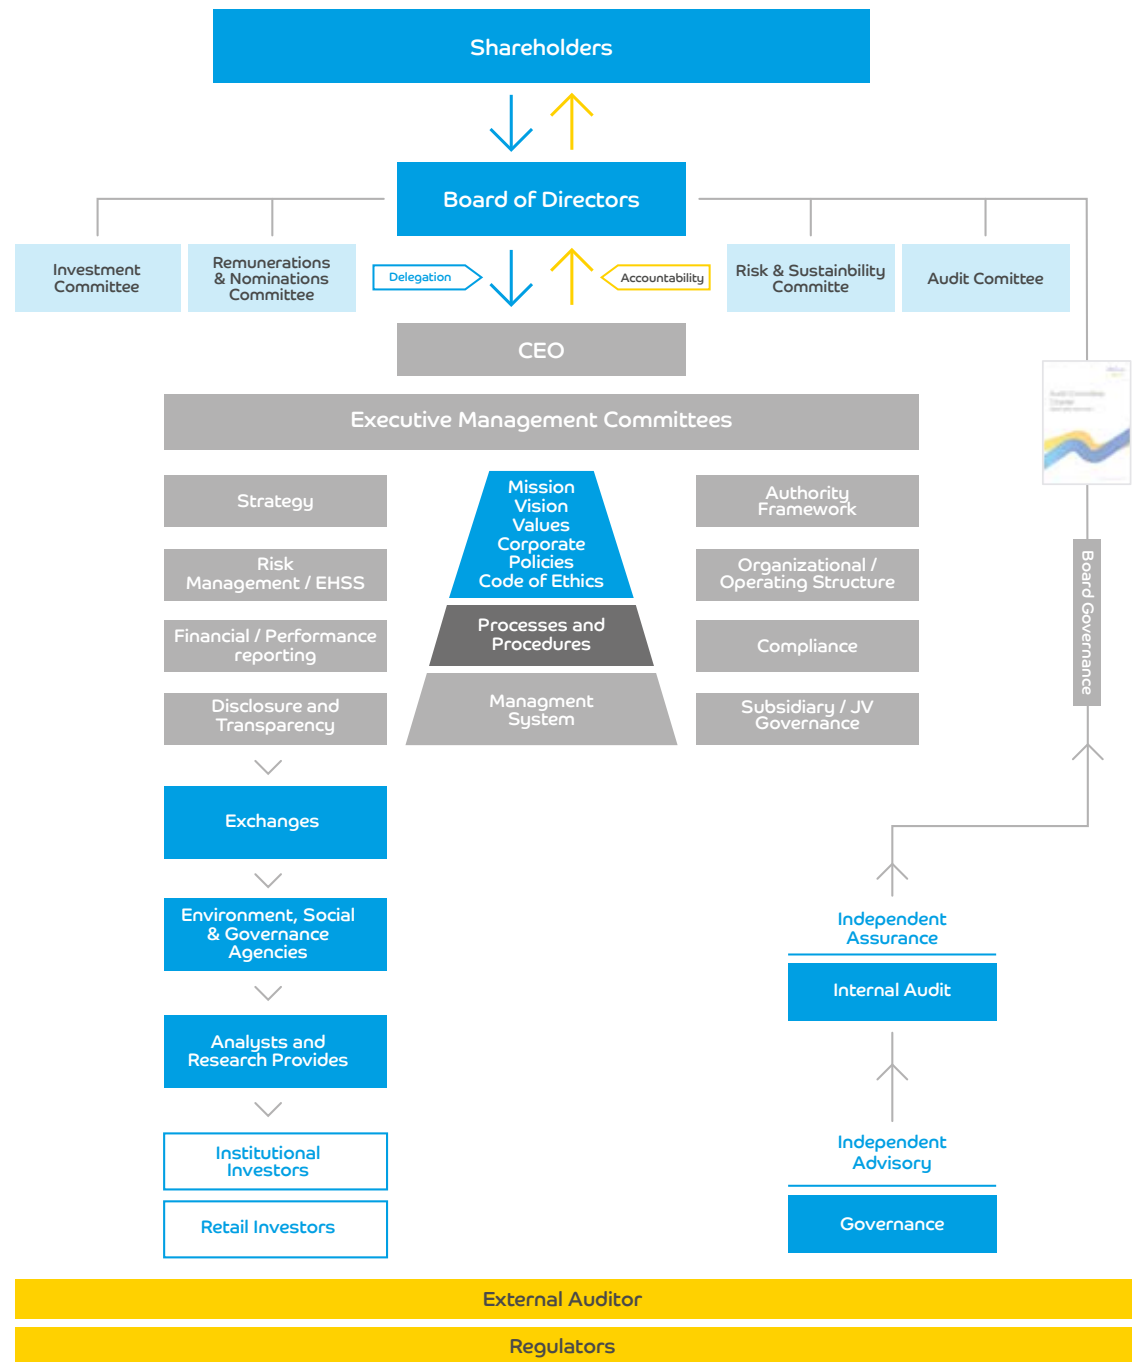 Shareholders
Board of Directors
Investment
Committee
Remunerations
& Nominations
Committee
Delegation
Accountability
Risk & Sustainbility
Committe
Audit Comittee
CEO
Executive Management Committees
Strategy
Risk
Management / EHSS
Financial / Performance
reporting
Disclosure and
Transparency
Mission
Vision
Values
Corporate
Policies
Code of Ethics
Processes and
Procedures
Managment
System
Authority
Framework
Organizational /
Operating Structure
Compliance
Subsidiary / JV
Governance
Audit Committee
Charter
Board Governance
Exchanges
Environment, Social
& Governance
Agencies
Analysts and
Research Provides
Institutional
Investors
Retail Investors
Independent
Assurance
Internal Audit
Independent
Advisory
Governance
External Auditor
Regulators